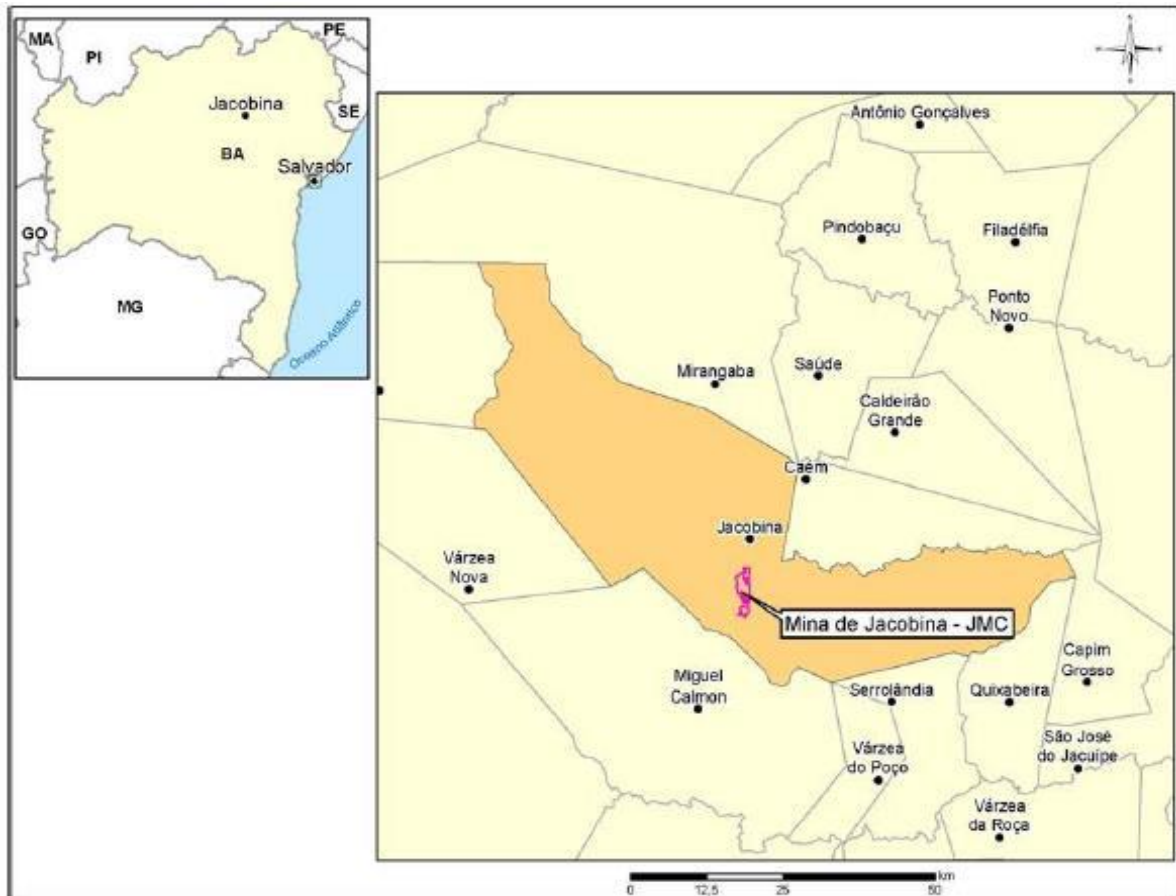 MA
PI
PE
Jacobina
SE
BA
Salvador
GO
MG
Oceano Atlântico
Antônio Gonçalves
Pindobaçu
Filadélfia
Ponto
Novo
Mirangaba
Saúde
Caldeirão
Grande
Caém
Jacobina
Várzea
Nova
Mina de Jacobina - JMC
Capim
Grosso
Miguel
Calmon
Serrolândia
Quixabeira
Várzea
do Poço
São José
do Jacuípe
Várzea
da Roça
km
0 12,5 25 50